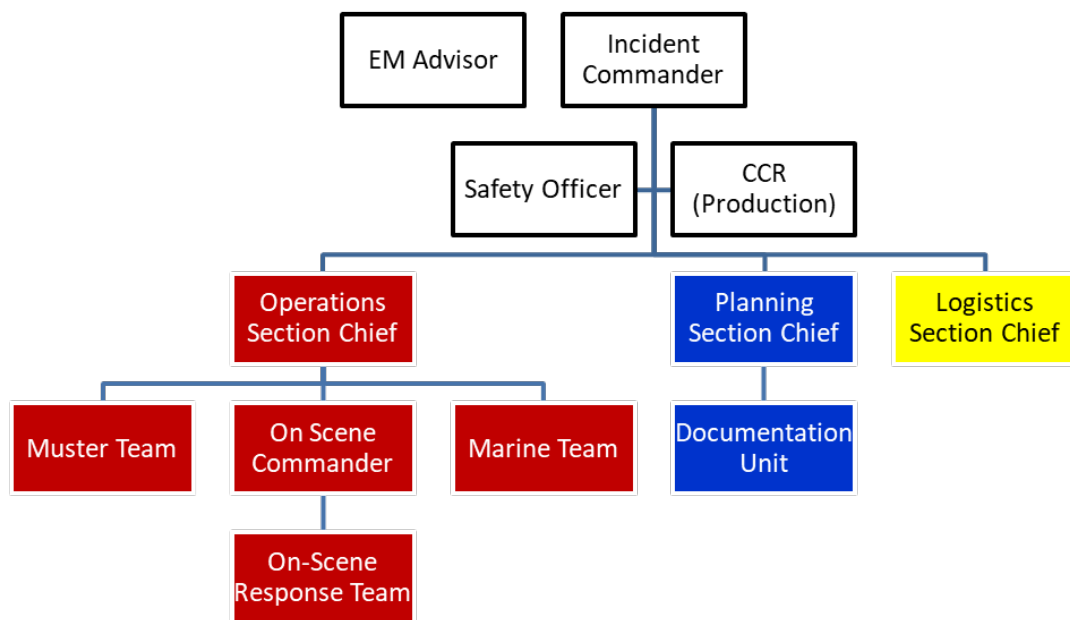 EM Advisor
Incident
Commander
Safety Officer
CCR
(Production)
Operations
Section Chief
Planning
Section Chief
Logistics
Section Chief
Muster Team
On Scene
Commander
Marine Team
Documentation
Unit
On-Scene
Response Team